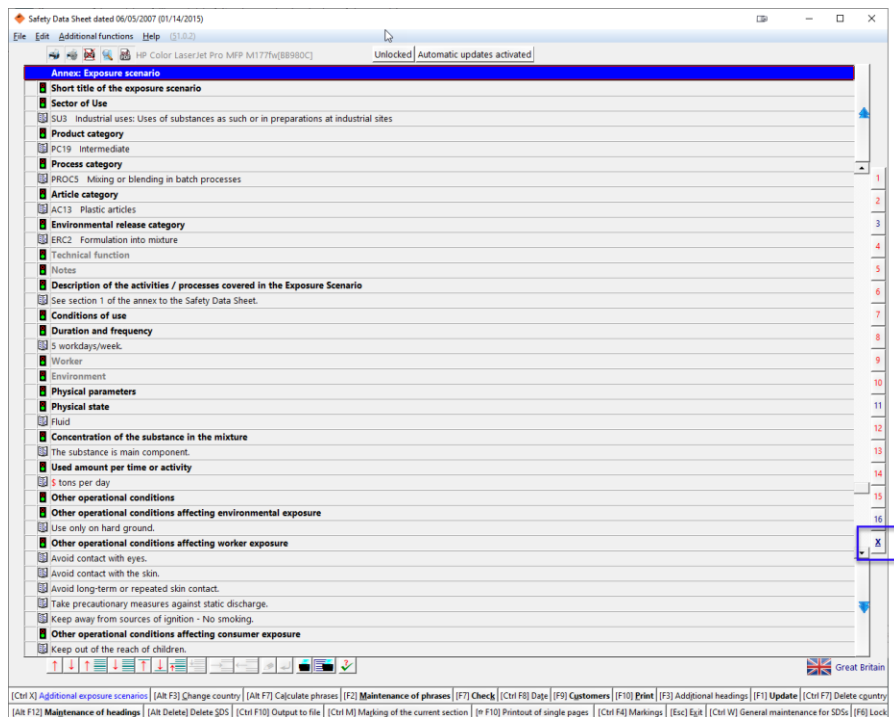 Safety Data Sheet dated 06/05/2007 (01/14/2015)
File Edit Additional functions Help (S1.0.2)
HP Color LaserJet Pro MFP M177fw[B8980C] Unlocked Automatic updates activated
Annex: Exposure scenario
Short title of the exposure scenario
Sector of Use
SU3 Industrial uses: Uses of substances as such or in preparations at industrial sites
Product category
PC19 Intermediate
Process category
PROC5 Mixing or blending in batch processes
Article category
AC13 Plastic articles
Environmental release category
ERC2 Formulation into mixture
Technical function
Notes
Description of the activities / processes covered in the Exposure Scenario
See section 1 of the annex to the Safety Data Sheet.
Conditions of use
Duration and frequency
5 workdays/week.
Worker
Environment
Physical parameters
Physical state
Fluid
Concentration of the substance in the mixture
The substance is main component.
Used amount per time or activity
$ tons per day
Other operational conditions
Other operational conditions affecting environmental exposure
Use only on hard ground.
Other operational conditions affecting worker exposure
Avoid contact with eyes.
Avoid contact with the skin.
Avoid long-term or repeated skin contact.
Take precautionary measures against static discharge.
Keep away from sources of ignition - No smoking.
Other operational conditions affecting consumer exposure
Keep out of the reach of children.
1
2
3
4
5
6
7
8
9
10
11
12
13
14
15
16
X
Great Britain
[Ctrl X] Additional exposure scenarios [Alt F3] Change country [Alt F7] Calculate phrases [F2] Maintenance of phrases [F7] Check [Ctrl F8] Date [F9] Customers [F10] Print [F3] Additional headings [F1] Update [Ctrl F7] Delete country
[Alt F12] Maintenance of headings [Alt Delete] Delete SDS [Ctrl F10] Output to file [Ctrl M] Marking of the current section [⇧ F10] Printout of single pages [Ctrl F4] Markings [Esc] Exit [Ctrl W] General maintenance for SDSs [F6] Lock